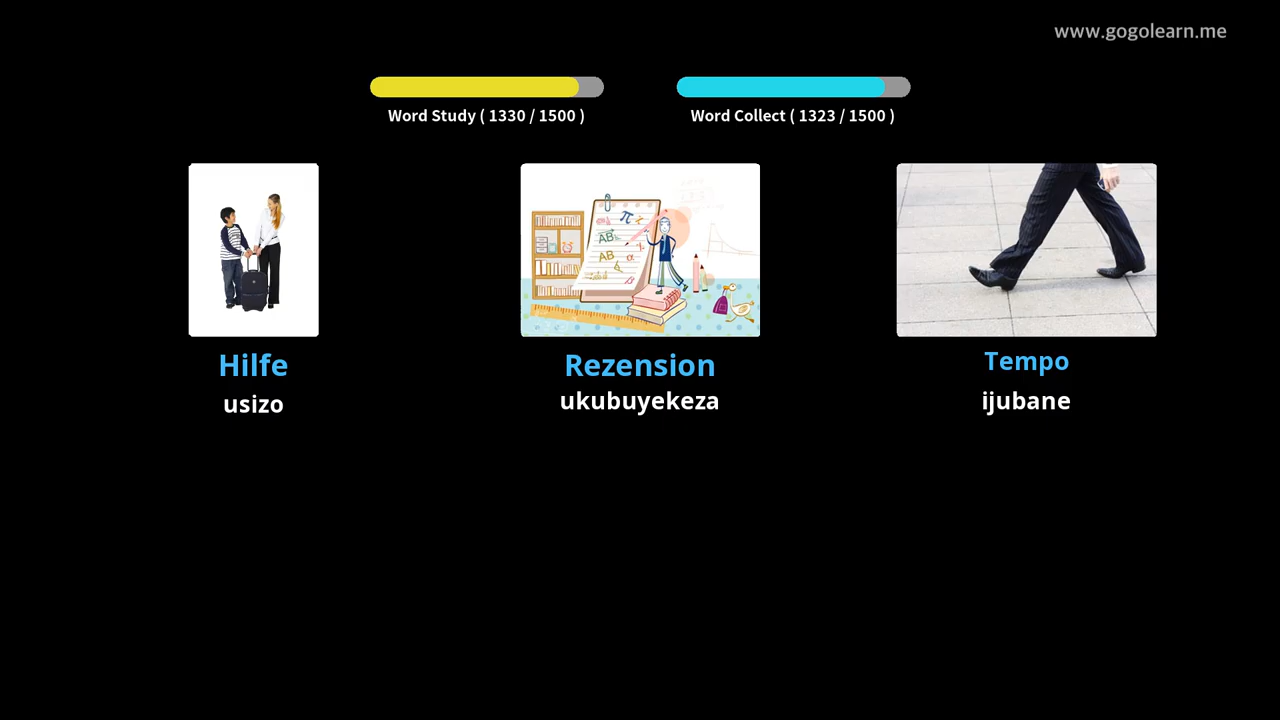 www.gogolearn.me
Word Study ( 1330 / 1500 )
Word Collect ( 1323 / 1500 )
Hilfe
usizo
Rezension
ukubuyekeza
Tempo
ijubane